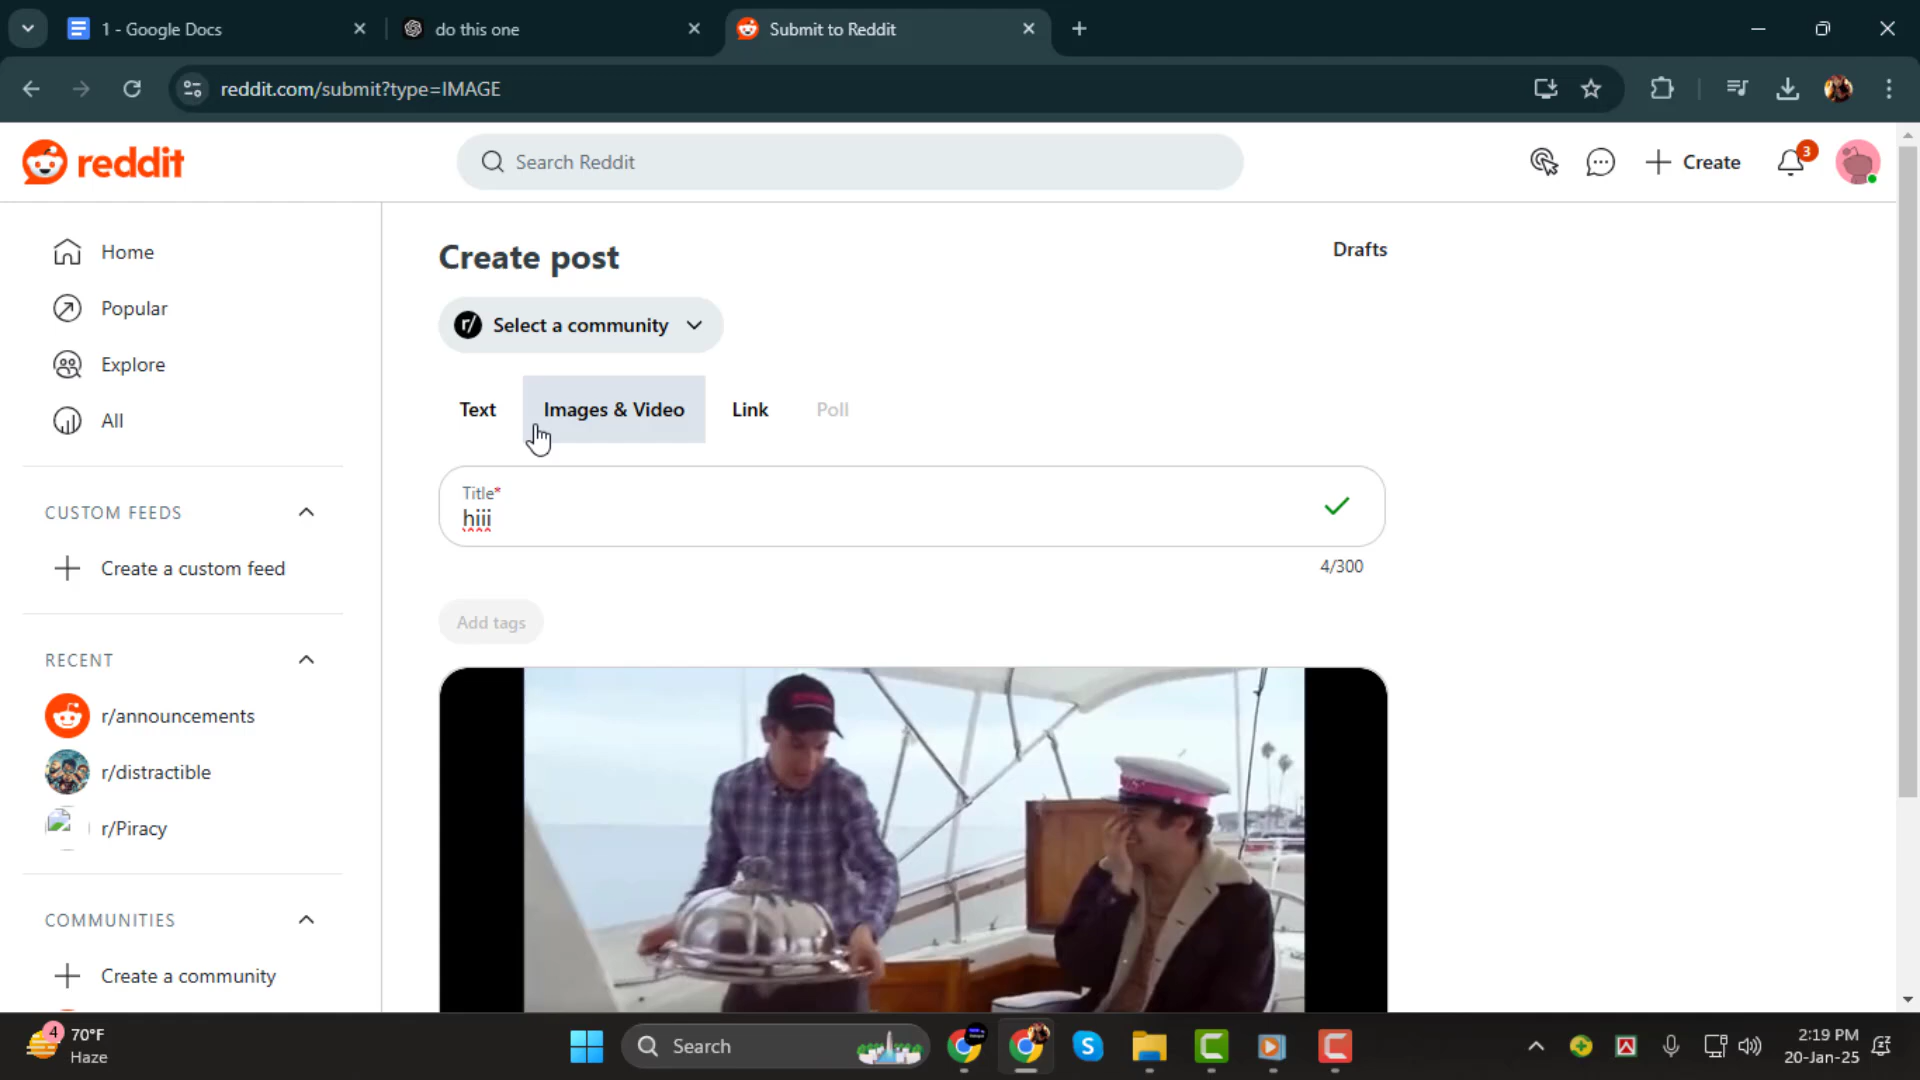 1 - Google Docs
do this one
Submit to Reddit
reddit.com/submit?type=IMAGE
reddit
Search Reddit
Create
3
Home
Popular
Explore
All
CUSTOM FEEDS
Create a custom feed
RECENT
r/announcements
r/distractible
r/Piracy
COMMUNITIES
Create a community
Create post
Drafts
r/ Select a community
Text
Images & Video
Link
Poll
Title*
hiii
4/300
Add tags
4
70°F
Haze
Search
2:19 PM
20-Jan-25